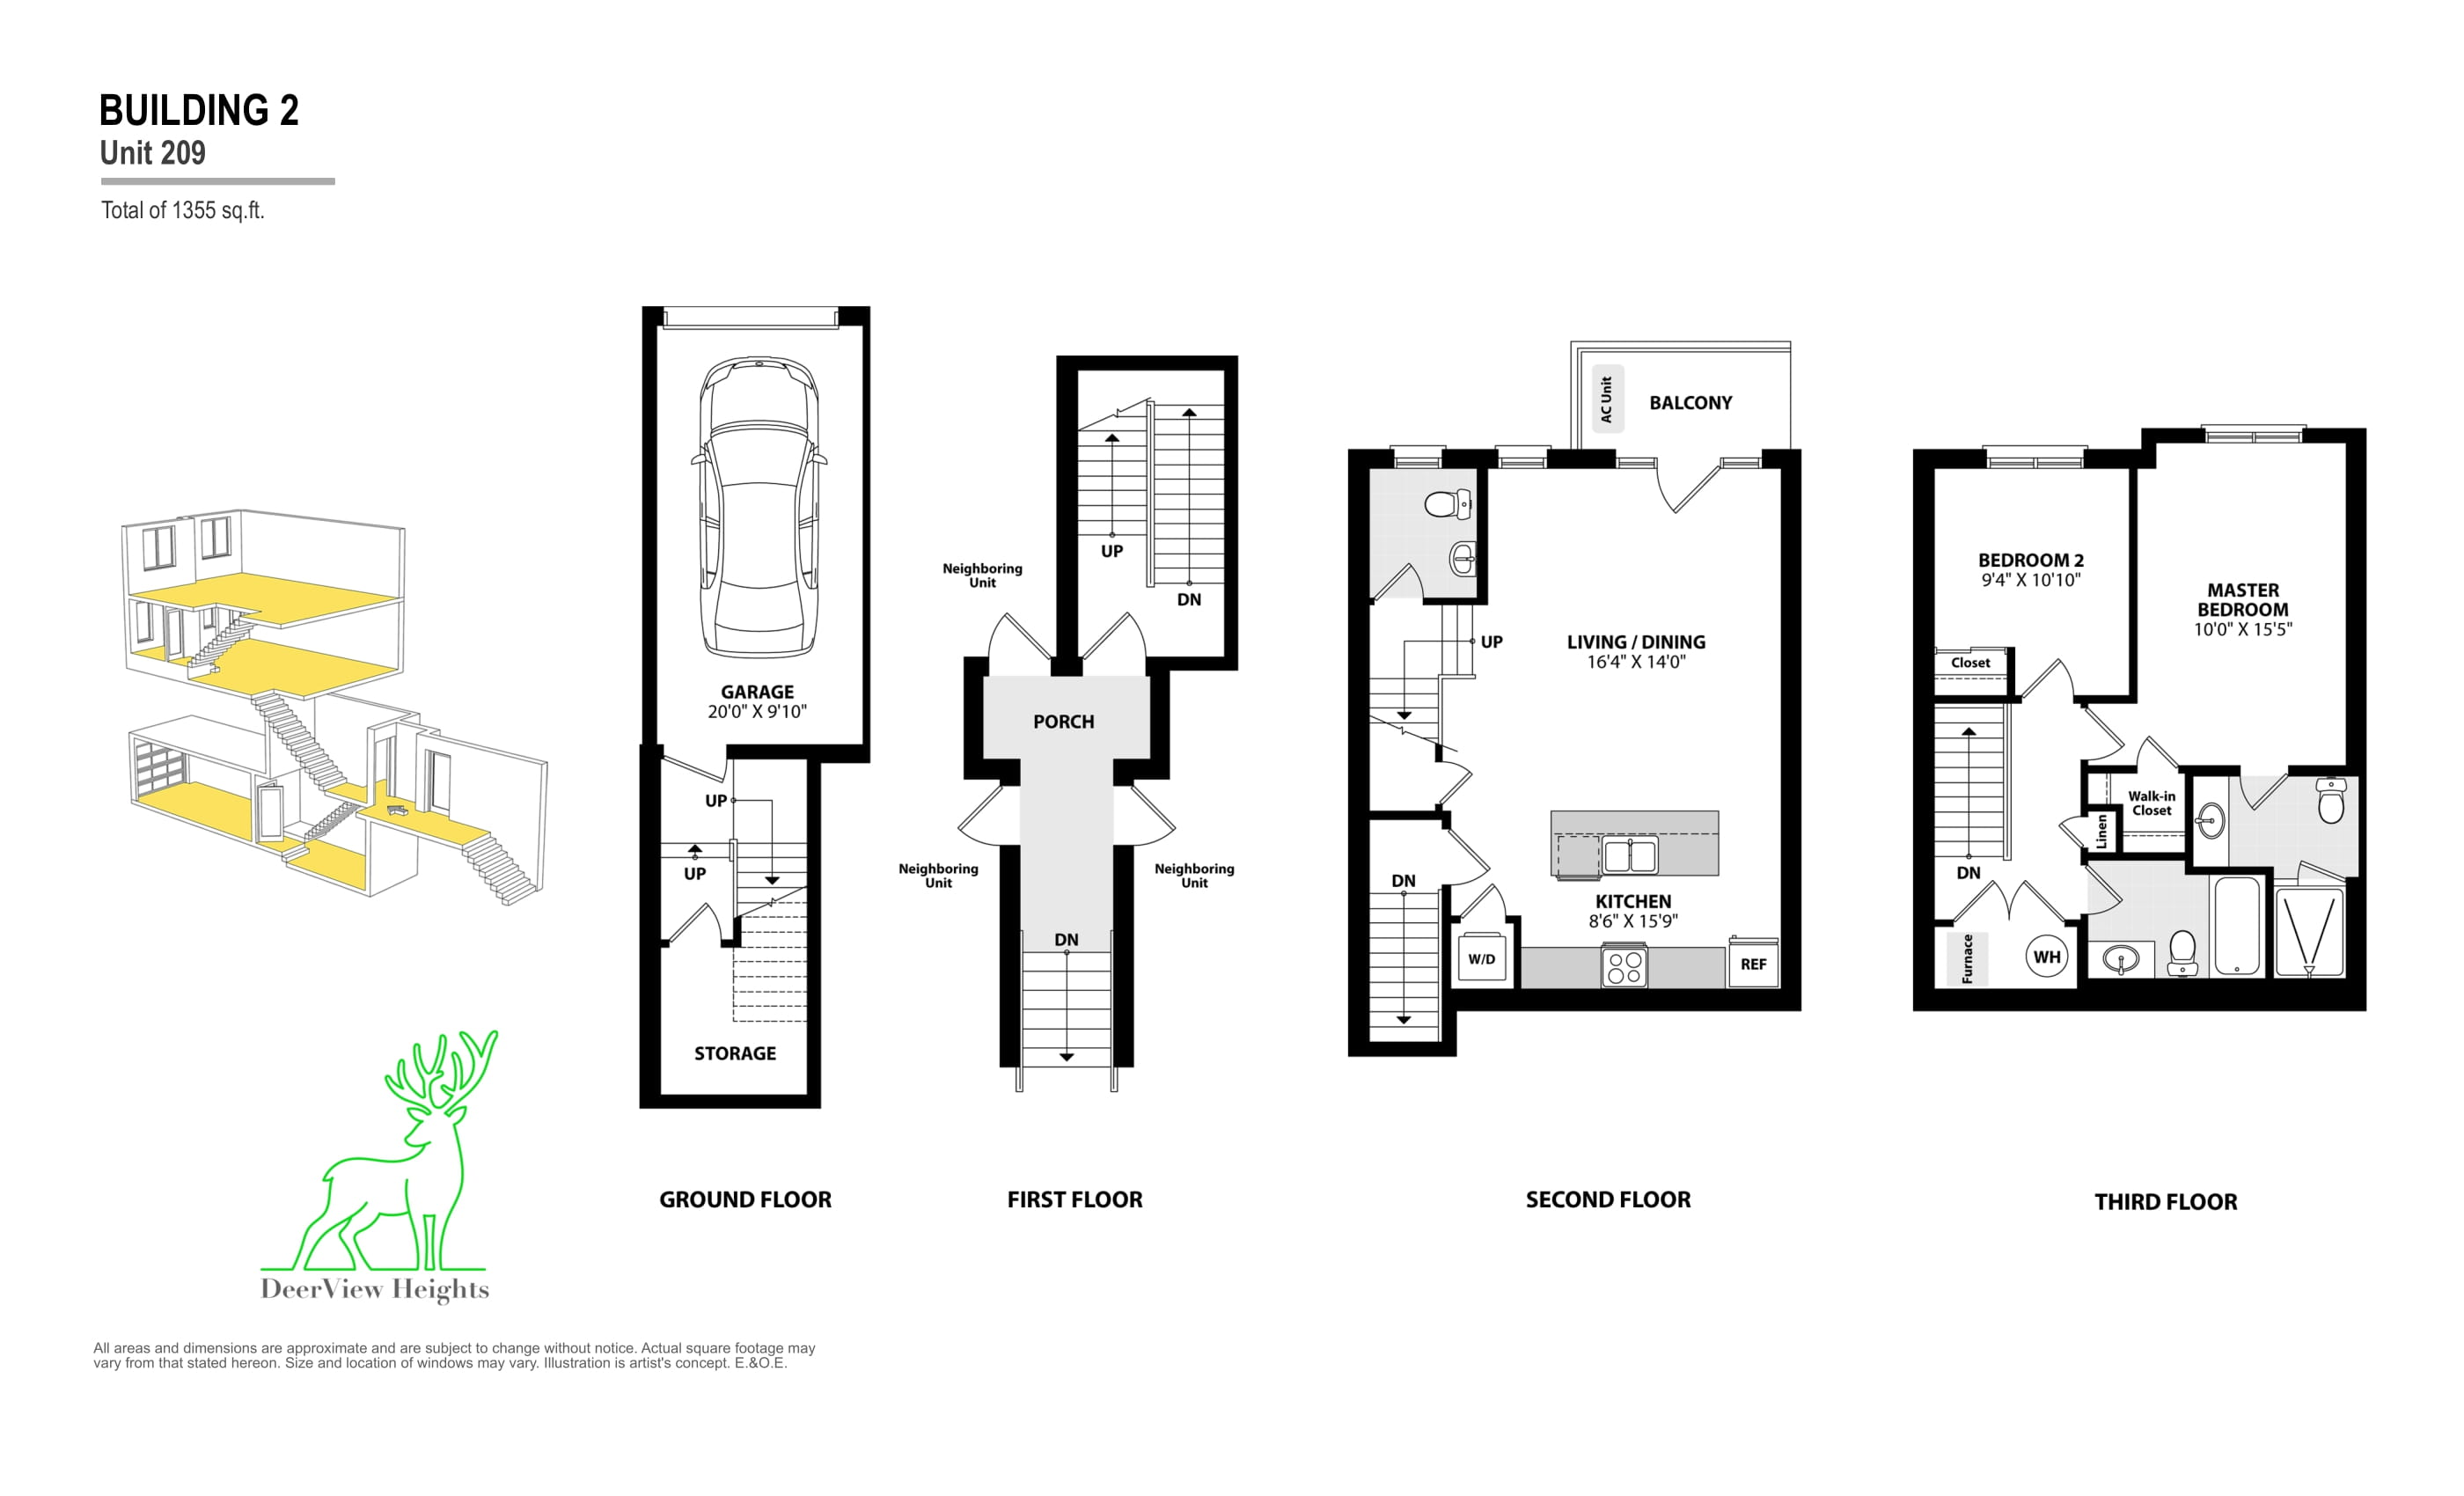 BUILDING 2
Unit 209
Total of 1355 sq.ft.
GARAGE
20'0" X 9'10"
UP
UP
STORAGE
GROUND FLOOR
UP
DN
Neighboring
Unit
PORCH
Neighboring
Unit
Neighboring
Unit
DN
FIRST FLOOR
AC Unit
BALCONY
UP
LIVING / DINING
16'4" X 14'0"
DN
KITCHEN
8'6" X 15'9"
W/D
REF
SECOND FLOOR
BEDROOM 2
9'4" X 10'10"
MASTER
BEDROOM
10'0" X 15'5"
Closet
Walk-in
Closet
Linen
DN
Furnace
WH
THIRD FLOOR
DeerView Heights
All areas and dimensions are approximate and are subject to change without notice. Actual square footage may
vary from that stated hereon. Size and location of windows may vary. Illustration is artist's concept. E.&O.E.